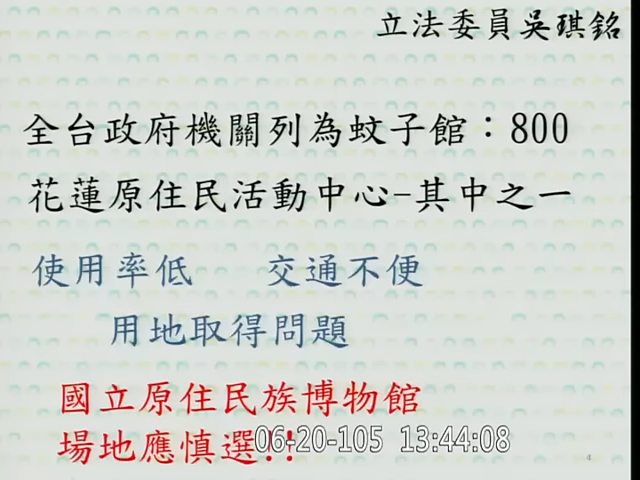 立法委員吳琪銘
全台政府機關列為蚊子館：800
花蓮原住民活動中心-其中之一
使用率低　　交通不便
用地取得問題
國立原住民族博物館
場地應慎選!!
06-20-105 13:44:08
4